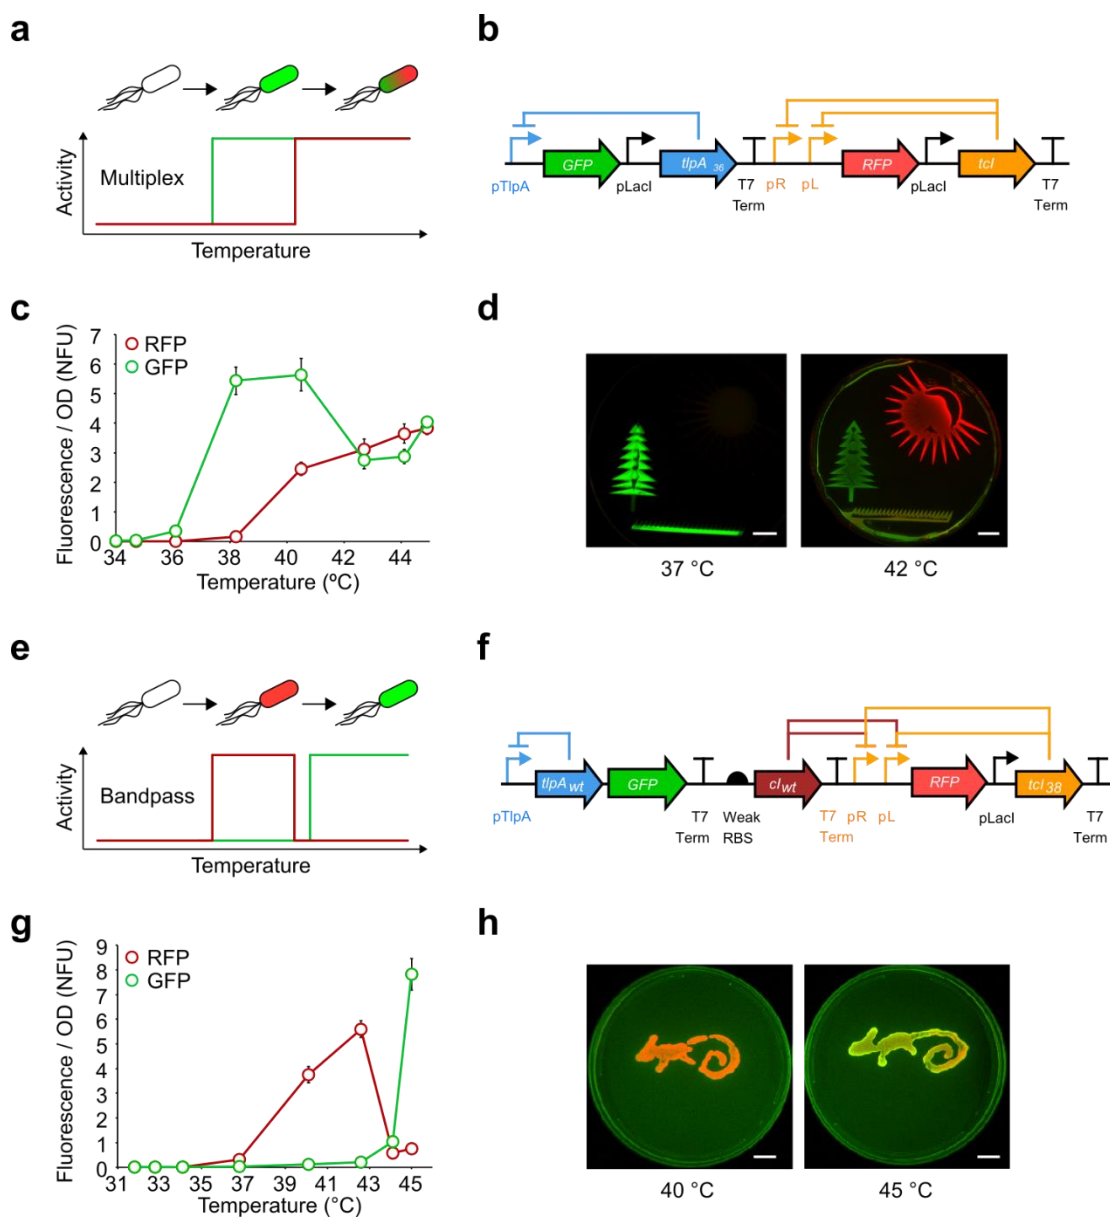 a
Activity
Multiplex
Temperature
b
pTlpA
GFP
pLacI
tlpA 36
T7
Term
pR
pL
RFP
pLacI
tcI
T7
Term
c
Fluorescence / OD (NFU)
7
6
5
4
3
2
1
0
RFP
GFP
34 36 38 40 42 44
Temperature (ºC)
d
37 °C
42 °C
e
Activity
Bandpass
Temperature
f
pTlpA
tlpA wt
GFP
T7
Term
Weak
RBS
cI wt
T7
Term
pR
pL
RFP
pLacI
tcI 38
T7
Term
g
Fluorescence / OD (NFU)
9
8
7
6
5
4
3
2
1
0
RFP
GFP
31 33 35 37 39 41 43 45
Temperature (°C)
h
40 °C
45 °C